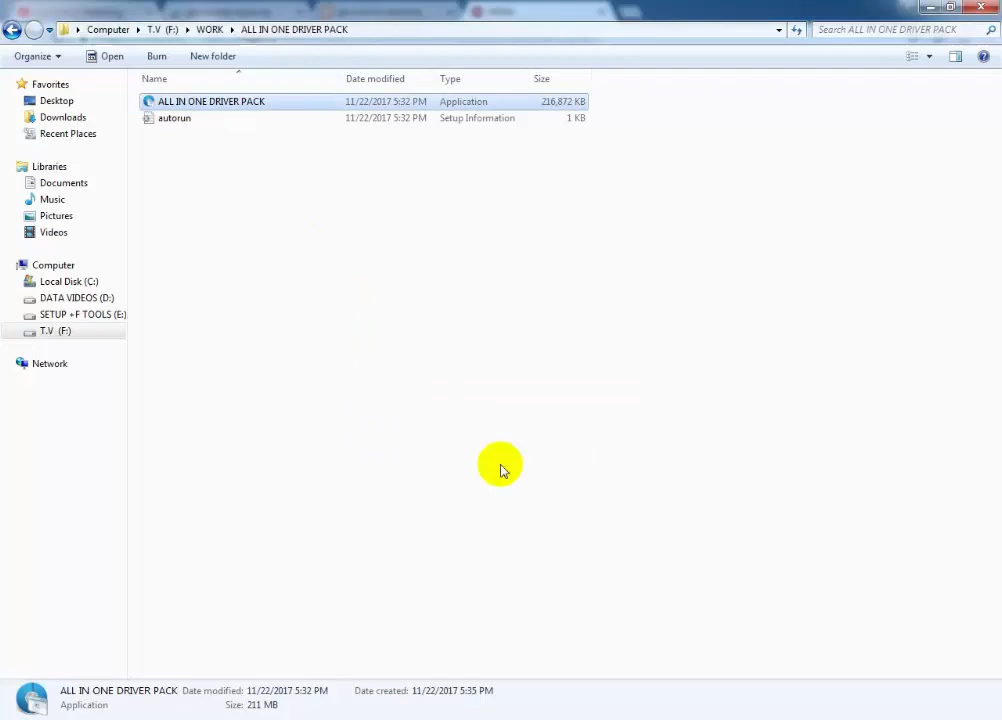 Computer T.V (F:) WORK ALL IN ONE DRIVER PACK Search ALL IN ONE DRIVER PACK
Organize Open Burn New folder
Name Date modified Type Size
ALL IN ONE DRIVER PACK 11/22/2017 5:32 PM Application 216,872 KB
autorun 11/22/2017 5:32 PM Setup Information 1 KB
Favorites
Desktop
Downloads
Recent Places
Libraries
Documents
Music
Pictures
Videos
Computer
Local Disk (C:)
DATA VIDEOS (D:)
SETUP +F TOOLS (E:)
T.V (F:)
Network
ALL IN ONE DRIVER PACK Date modified: 11/22/2017 5:32 PM Date created: 11/22/2017 5:35 PM
Application Size: 211 MB